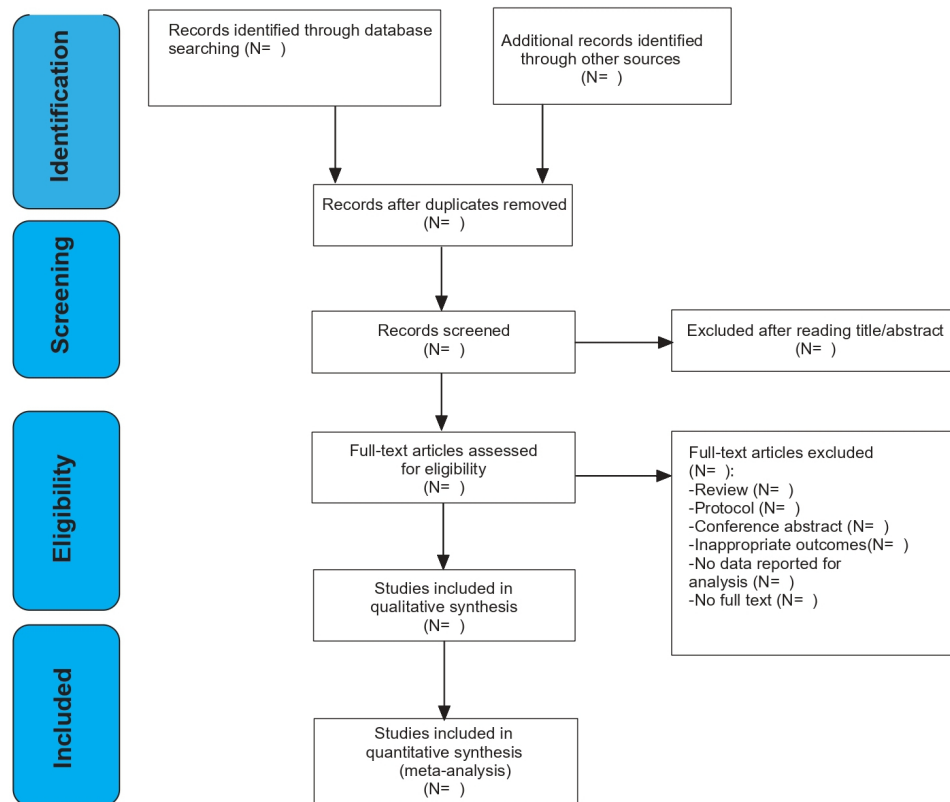 Identification
Records identified through database
searching (N=  )
Additional records identified
through other sources
(N=  )
Records after duplicates removed
(N=  )
Screening
Records screened
(N=  )
Excluded after reading title/abstract
(N=  )
Eligibility
Full-text articles assessed
for eligibility
(N=  )
Full-text articles excluded
(N=  ):
-Review (N=  )
-Protocol (N=  )
-Conference abstract (N=  )
-Inappropriate outcomes(N=  )
-No data reported for
analysis (N=  )
-No full text (N=  )
Studies included in
qualitative synthesis
(N=  )
Included
Studies included in
quantitative synthesis
(meta-analysis)
(N=  )